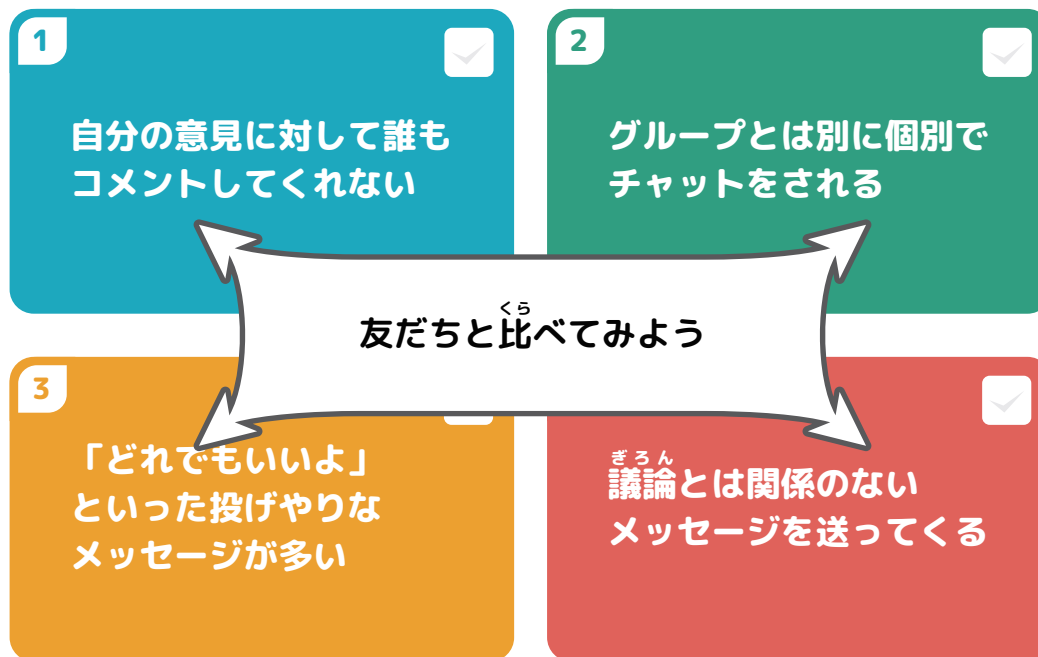 1
自分の意見に対して誰も
コメントしてくれない
2
グループとは別に個別で
チャットをされる
くら
友だちと比べてみよう
3
「どれでもいいよ」
といった投げやりな
メッセージが多い
ぎろん
議論とは関係のない
メッセージを送ってくる